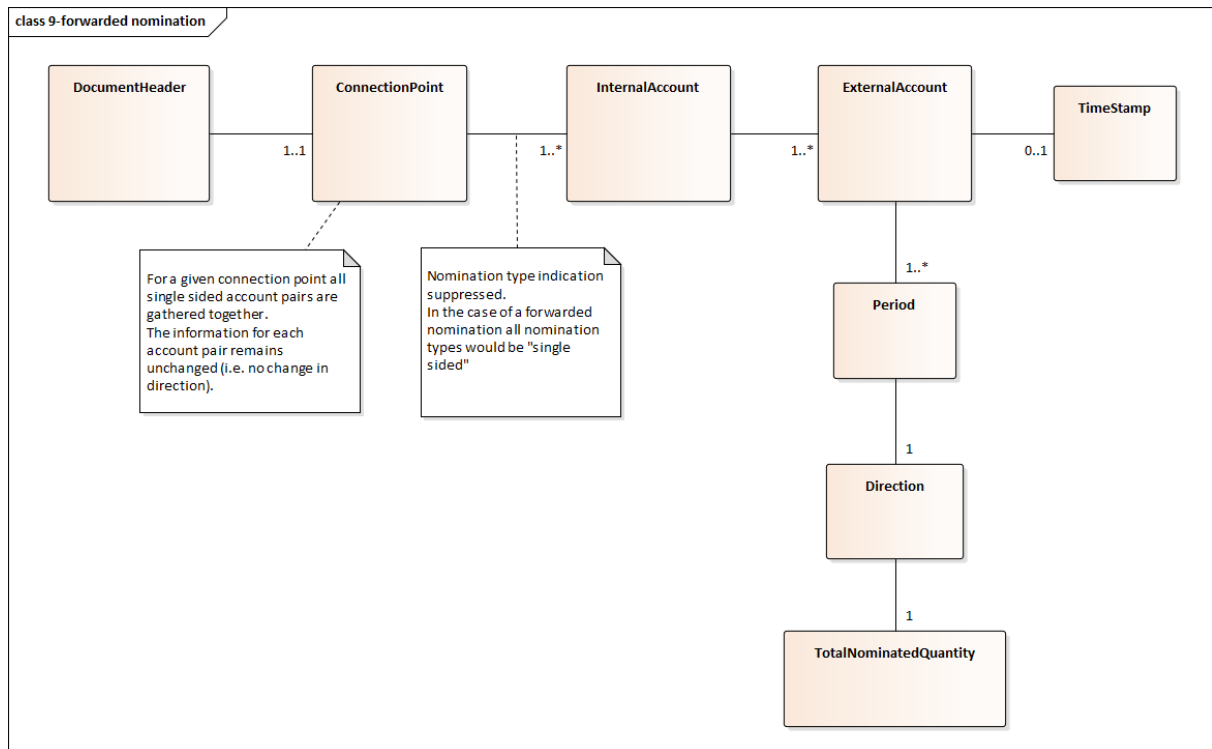 class 9-forwarded nomination
DocumentHeader
ConnectionPoint
InternalAccount
ExternalAccount
TimeStamp
1..1
1..*
1..*
0..1
For a given connection point all
single sided account pairs are
gathered together.
The information for each
account pair remains
unchanged (i.e. no change in
direction).
Nomination type indication
suppressed.
In the case of a forwarded
nomination all nomination
types would be "single
sided"
1..*
Period
1
Direction
1
TotalNominatedQuantity